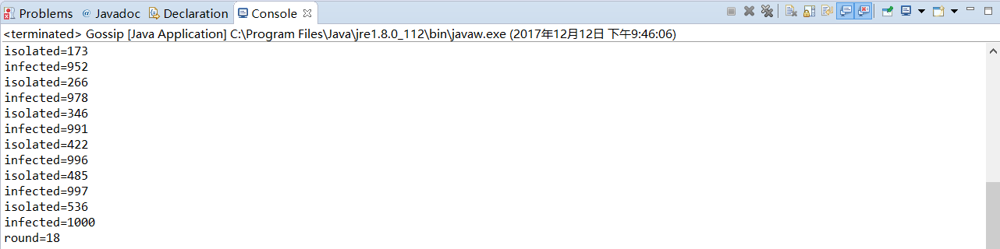 Problems @ Javadoc Declaration Console
<terminated> Gossip [Java Application] C:\Program Files\Java\jre1.8.0_112\bin\javaw.exe (2017年12月12日 下午9:46:06)
isolated=173
infected=952
isolated=266
infected=978
isolated=346
infected=991
isolated=422
infected=996
isolated=485
infected=997
isolated=536
infected=1000
round=18